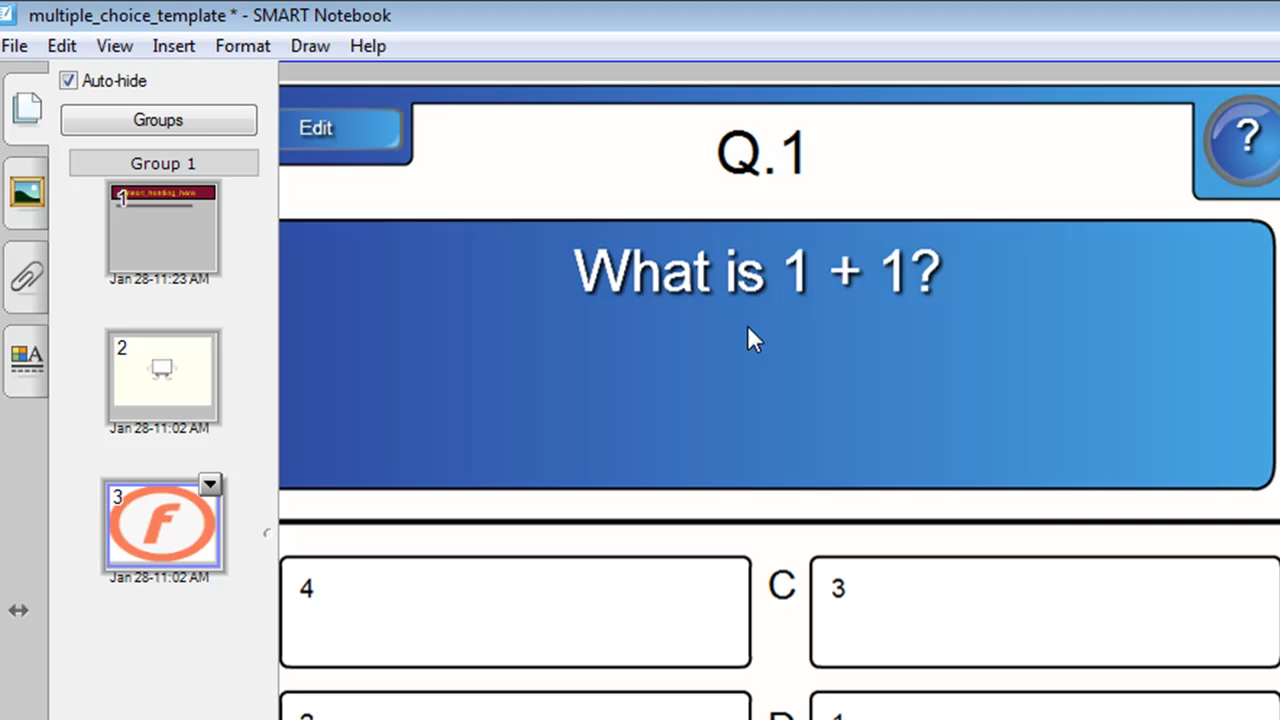 multiple_choice_template * - SMART Notebook
File Edit View Insert Format Draw Help
Auto-hide
Groups
Group 1
1
Jan 28-11:23 AM
2
Jan 28-11:02 AM
3
f
Jan 28-11:02 AM
Edit
Q.1
?
What is 1 + 1?
4
C
3
A